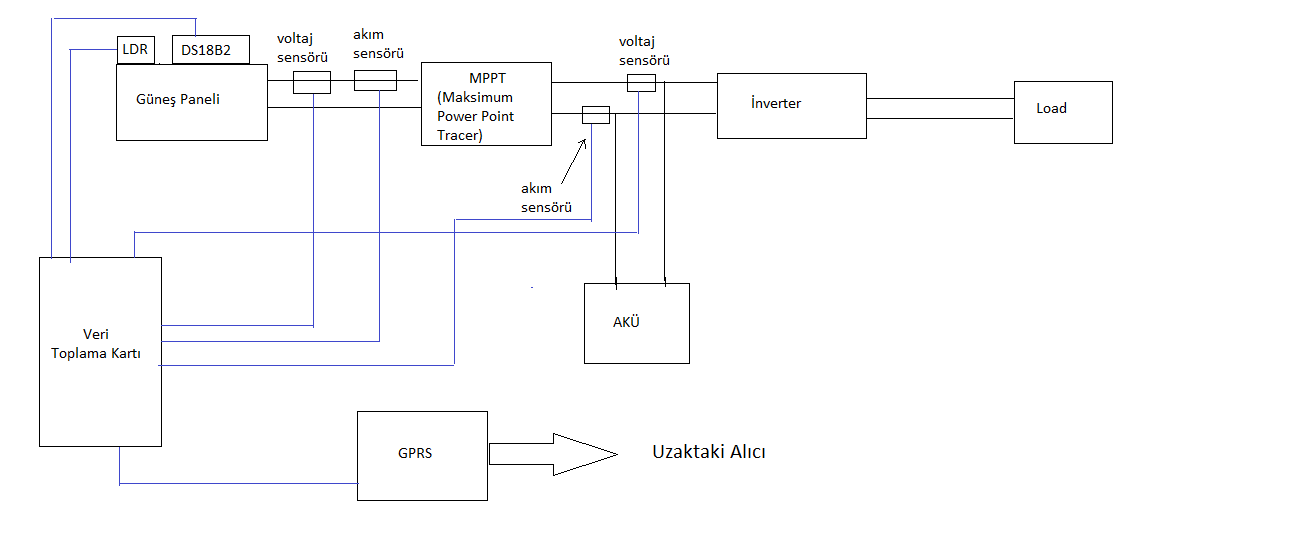 LDR
DS18B2
Güneş Paneli
voltaj
sensörü
akım
sensörü
MPPT
(Maksimum
Power Point
Tracer)
voltaj
sensörü
akım
sensörü
İnverter
Load
AKÜ
Veri
Toplama Kartı
GPRS
Uzaktaki Alıcı